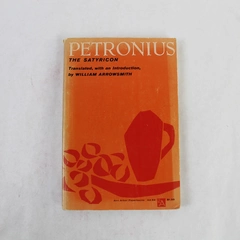 PETRONIUS
THE SATYRICON
Translated, with an introduction,
by WILLIAM ARROWSMITH